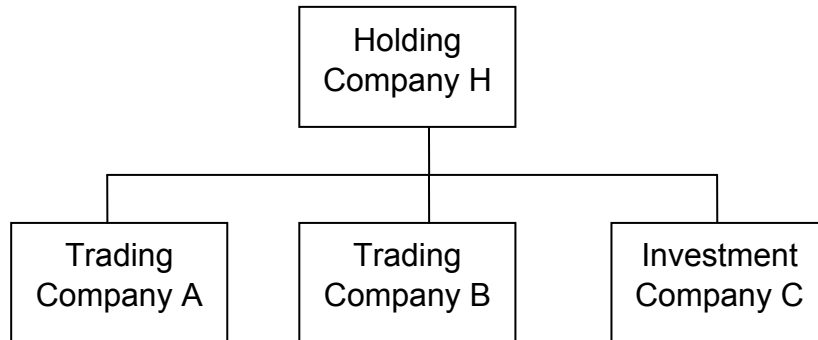 Holding
Company H
Trading
Company A
Trading
Company B
Investment
Company C